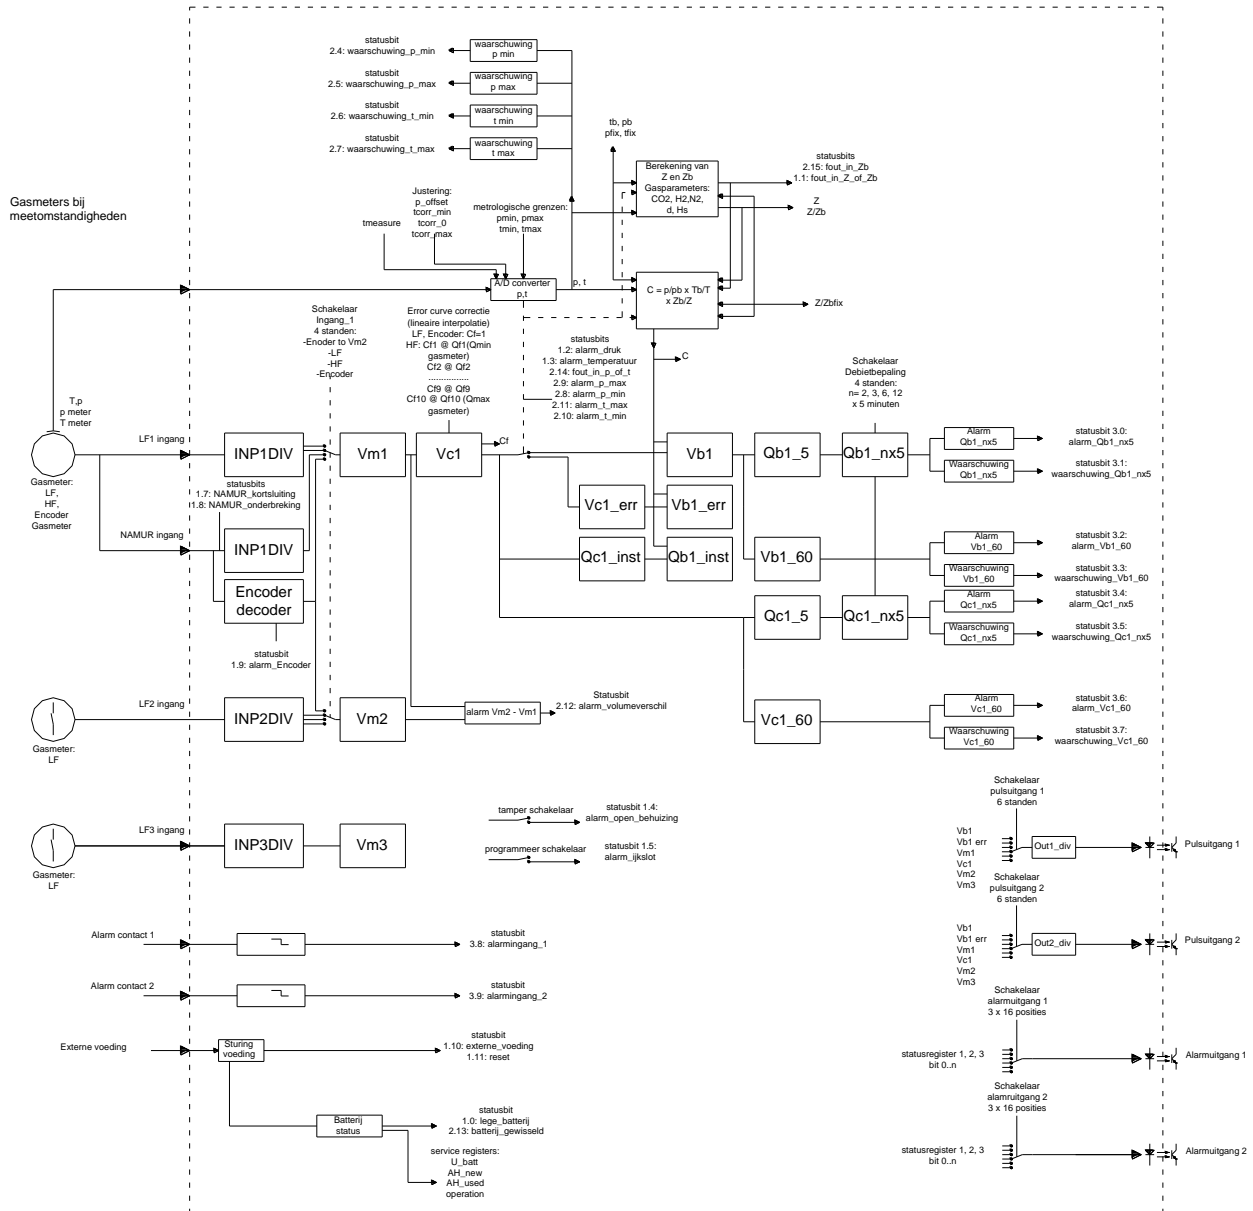 statusbit
2.4: waarschuwing_p_min
waarschuwing
p min
statusbit
2.5: waarschuwing_p_max
waarschuwing
p max
statusbit
2.6: waarschuwing_t_min
waarschuwing
t min
statusbit
2.7: waarschuwing_t_max
waarschuwing
t max
tb, pb
pfix, tfix
Berekening van
Z en Zb
Gasparameters:
CO2, H2,N2,
d, Hs
statusbits
2.15: fout_in_Zb
1.1: fout_in_Z_of_Zb
Z
Z/Zb
Gasmeters bij
meetomstandigheden
Justering:
p_offset
tcorr_min
tcorr_0
tcorr_max
tmeasure
metrologische grenzen:
pmin, pmax
tmin, tmax
A/D converter
p,t
p, t
C = p/pb x Tb/T
x Zb/Z
Z/Zbfix
C
Schakelaar
Ingang_1
4 standen:
-Enoder to Vm2
-LF
-HF
-Encoder
Error curve correctie
(lineaire interpolatie)
LF, Encoder: Cf=1
HF: Cf1 @ Qf1(Qmin
gasmeter)
Cf2 @ Qf2
.................
Cf9 @ Qf9
Cf10 @ Qf10 (Qmax
gasmeter)
statusbits
1.2: alarm_druk
1.3: alarm_temperatuur
2.14: fout_in_p_of_t
2.9: alarm_p_max
2.8: alarm_p_min
2.11: alarm_t_max
2.10: alarm_t_min
Schakelaar
Debietbepaling
4 standen:
n= 2, 3, 6, 12
x 5 minuten
T,p
p meter
T meter
LF1 ingang
Gasmeter:
LF,
HF,
Encoder
Gasmeter
INP1DIV
Vm1
Vc1
Cf
Vb1
Qb1_5
Qb1_nx5
Alarm
Qb1_nx5
statusbit 3.0:
alarm_Qb1_nx5
Waarschuwing
Qb1_nx5
statusbit 3.1:
waarschuwing_Qb1_nx5
statusbits
1.7: NAMUR_kortsluiting
1.8: NAMUR_onderbreking
Vc1_err
Vb1_err
NAMUR ingang
INP1DIV
Qc1_inst
Qb1_inst
Vb1_60
Alarm
Vb1_60
statusbit 3.2:
alarm_Vb1_60
Waarschuwing
Vb1_60
statusbit 3.3:
waarschuwing_Vb1_60
Encoder
decoder
Qc1_5
Qc1_nx5
Alarm
Qc1_nx5
statusbit 3.4:
alarm_Qc1_nx5
Waarschuwing
Qc1_nx5
statusbit 3.5:
waarschuwing_Qc1_nx5
statusbit
1.9: alarm_Encoder
LF2 ingang
Gasmeter:
LF
INP2DIV
Vm2
alarm Vm2 - Vm1
Statusbit
2.12: alarm_volumeverschil
Vc1_60
Alarm
Vc1_60
statusbit 3.6:
alarm_Vc1_60
Waarschuwing
Vc1_60
statusbit 3.7:
waarschuwing_Vc1_60
LF3 ingang
Gasmeter:
LF
INP3DIV
Vm3
tamper schakelaar
statusbit 1.4:
alarm_open_behuizing
programmeer schakelaar
statusbit 1.5:
alarm_ijkslot
Schakelaar
pulsuitgang 1
6 standen
Vb1
Vb1 err
Vm1
Vc1
Vm2
Vm3
Out1_div
Pulsuitgang 1
Schakelaar
pulsuitgang 2
6 standen
Vb1
Vb1 err
Vm1
Vc1
Vm2
Vm3
Out2_div
Pulsuitgang 2
Alarm contact 1
statusbit
3.8: alarmingang_1
Alarm contact 2
statusbit
3.9: alarmingang_2
Schakelaar
alarmuitgang 1
3 x 16 posities
statusregister 1, 2, 3
bit 0..n
Alarmuitgang 1
Externe voeding
Sturing
voeding
statusbit
1.10: externe_voeding
1.11: reset
Schakelaar
alamruitgang 2
3 x 16 posities
statusregister 1, 2, 3
bit 0..n
Alarmuitgang 2
Batterij
status
statusbit
1.0: lege_batterij
2.13: batterij_gewisseld
service registers:
U_batt
AH_new
AH_used
operation